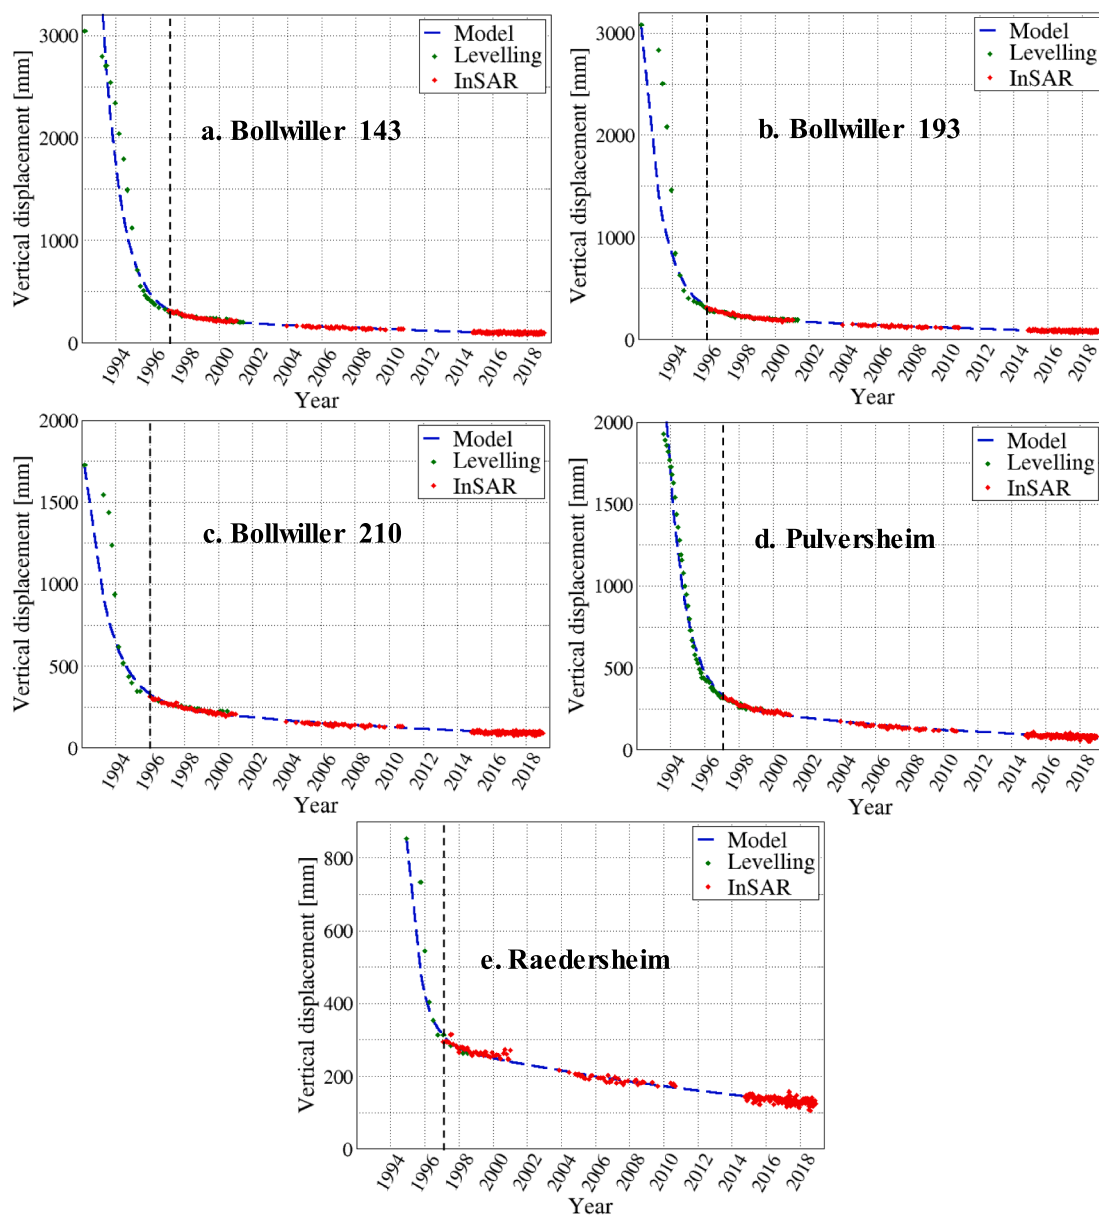 Vertical displacement [mm]
3000
2000
1000
0
Model
Levelling
InSAR
a. Bollwiller 143
1994
1996
1998
2000
2002
2004
2006
2008
2010
2012
2014
2016
2018
Year
Vertical displacement [mm]
3000
2000
1000
0
Model
Levelling
InSAR
b. Bollwiller 193
1994
1996
1998
2000
2002
2004
2006
2008
2010
2012
2014
2016
2018
Year
Vertical displacement [mm]
2000
1500
1000
500
0
Model
Levelling
InSAR
c. Bollwiller 210
1994
1996
1998
2000
2002
2004
2006
2008
2010
2012
2014
2016
2018
Year
Vertical displacement [mm]
2000
1500
1000
500
0
Model
Levelling
InSAR
d. Pulversheim
1994
1996
1998
2000
2002
2004
2006
2008
2010
2012
2014
2016
2018
Year
Vertical displacement [mm]
800
600
400
200
0
Model
Levelling
InSAR
e. Raedersheim
1994
1996
1998
2000
2002
2004
2006
2008
2010
2012
2014
2016
2018
Year